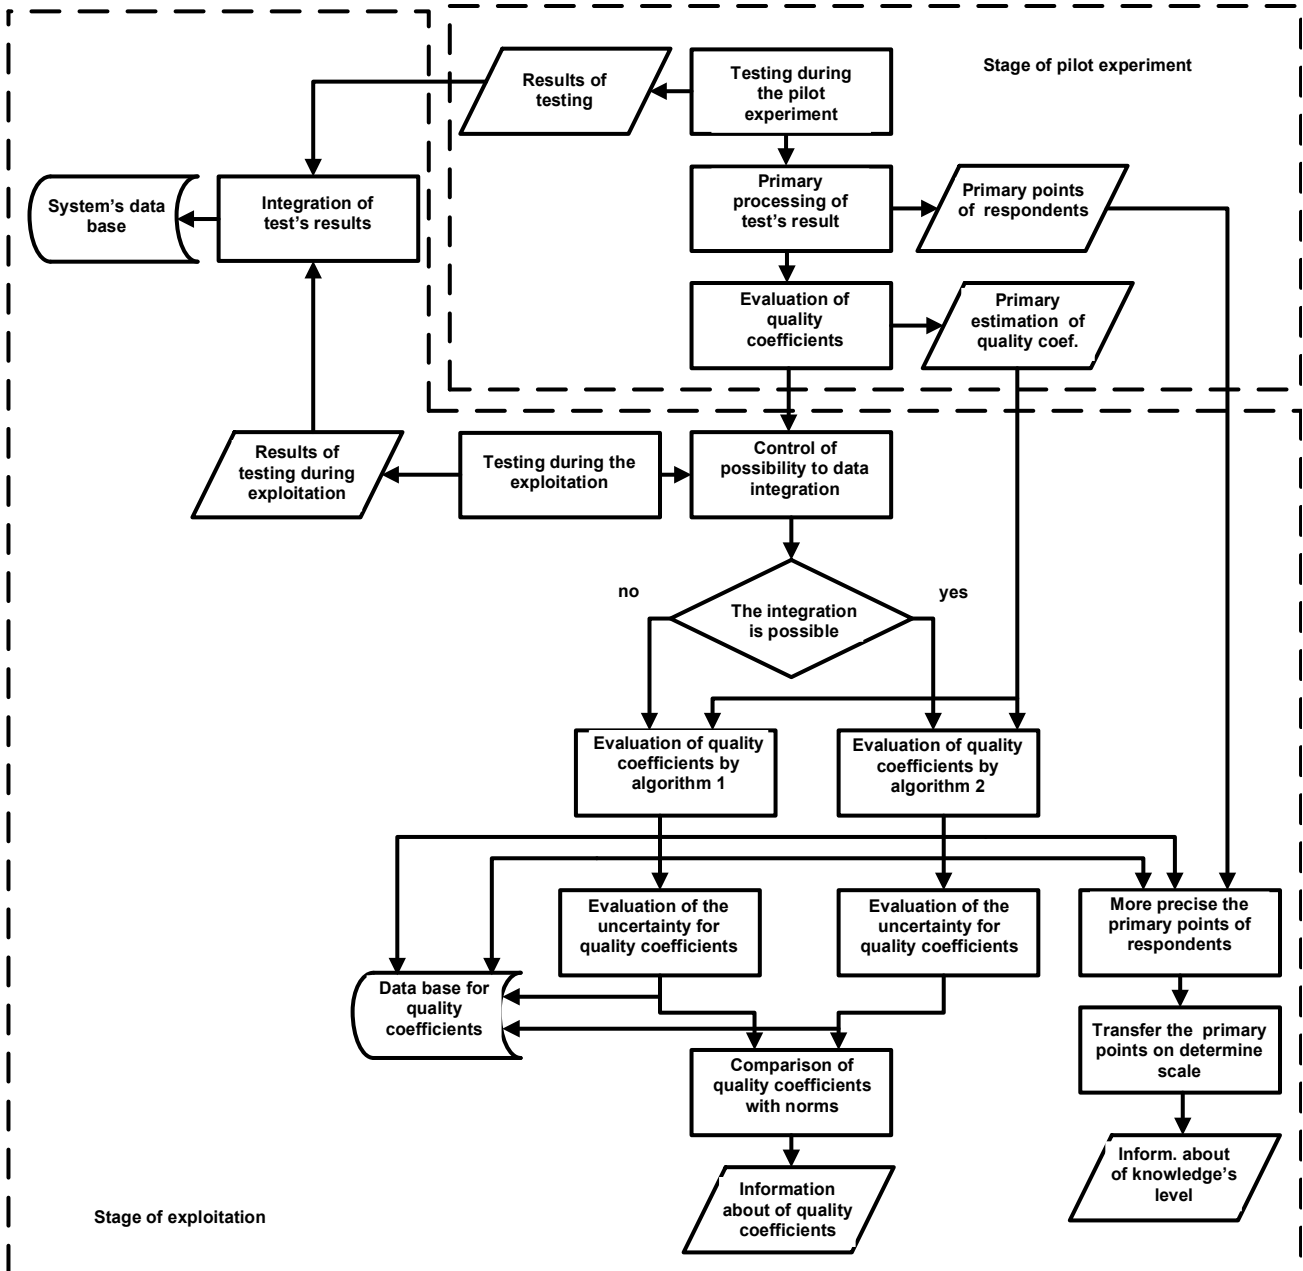 Stage of pilot experiment
Results of
testing
Testing during
the pilot
experiment
System's data
base
Integration of
test's results
Primary
processing of
test's result
Primary points
of respondents
Evaluation of
quality
coefficients
Primary
estimation of
quality coef.
Results of
testing during
exploitation
Testing during the
exploitation
Control of
possibility to data
integration
no
yes
The integration
is possible
Evaluation of quality
coefficients by
algorithm 1
Evaluation of quality
coefficients by
algorithm 2
Evaluation of the
uncertainty for
quality coefficients
Evaluation of the
uncertainty for
quality coefficients
More precise the
primary points of
respondents
Data base for
quality
coefficients
Transfer the primary
points on determine
scale
Comparison of
quality coefficients
with norms
Inform. about
of knowledge's
level
Information
about of quality
coefficients
Stage of exploitation